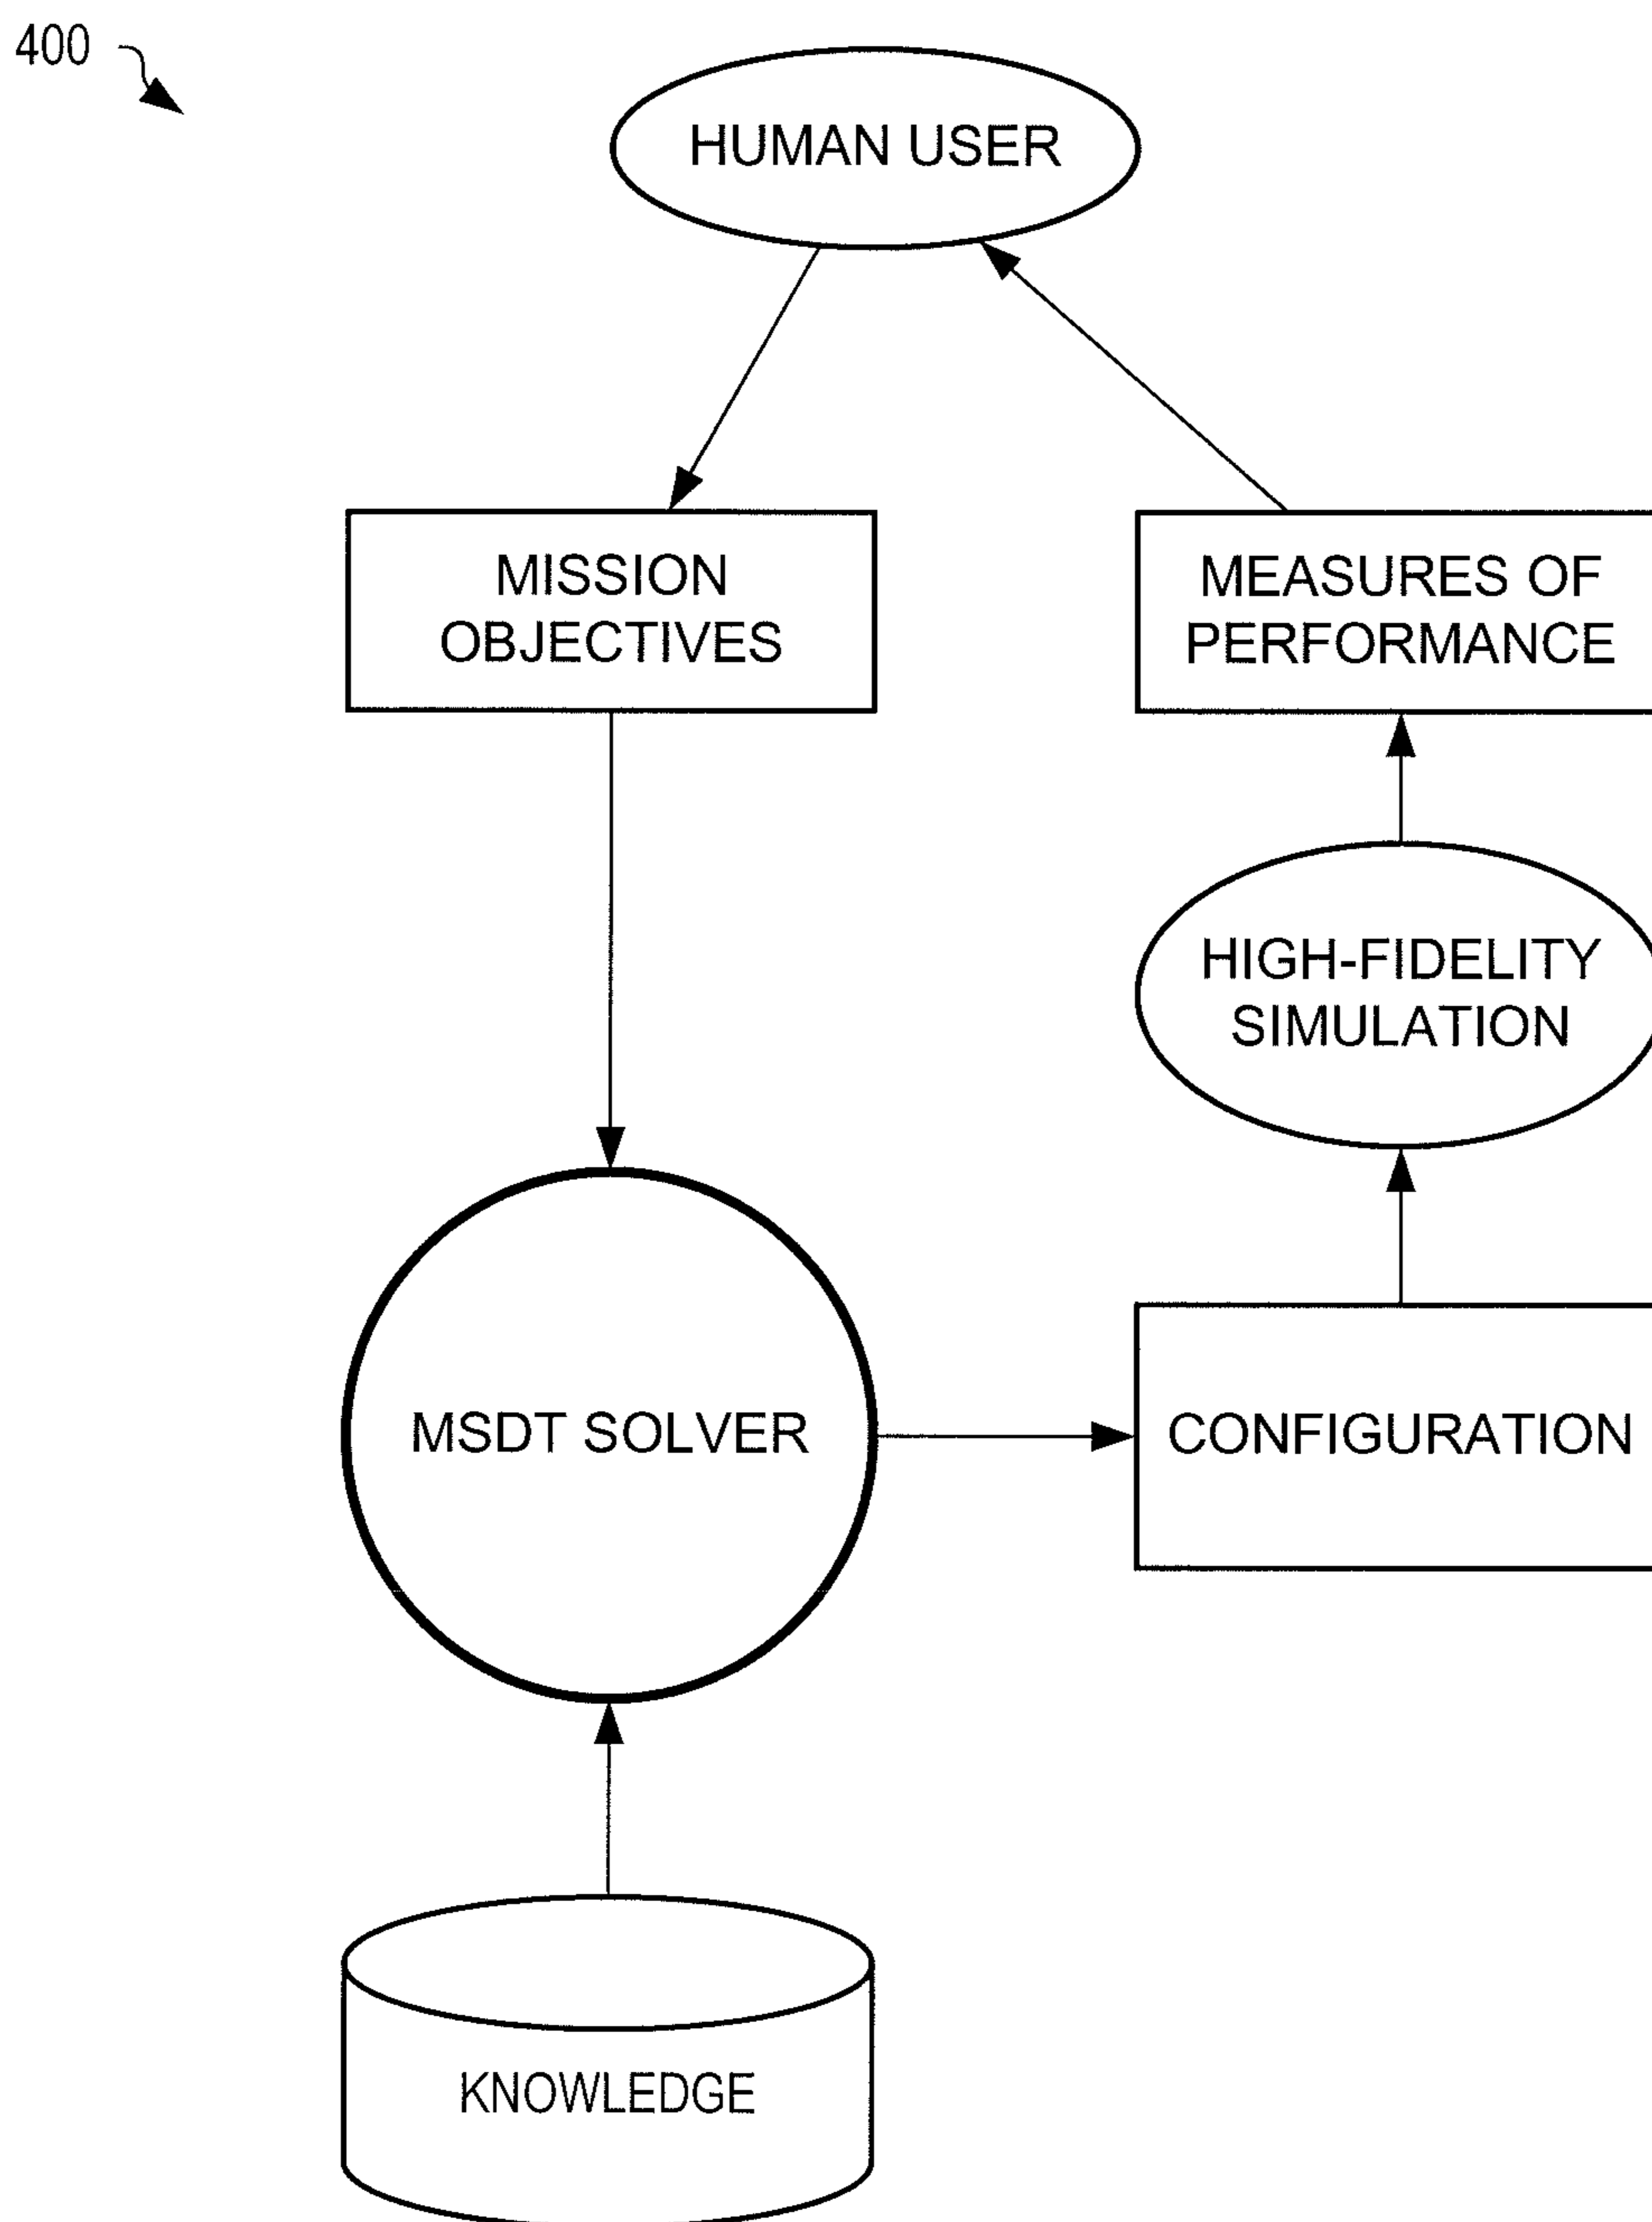 400
HUMAN USER
MISSION
OBJECTIVES
MEASURES OF
PERFORMANCE
HIGH-FIDELITY
SIMULATION
MSDT SOLVER
CONFIGURATION
KNOWLEDGE